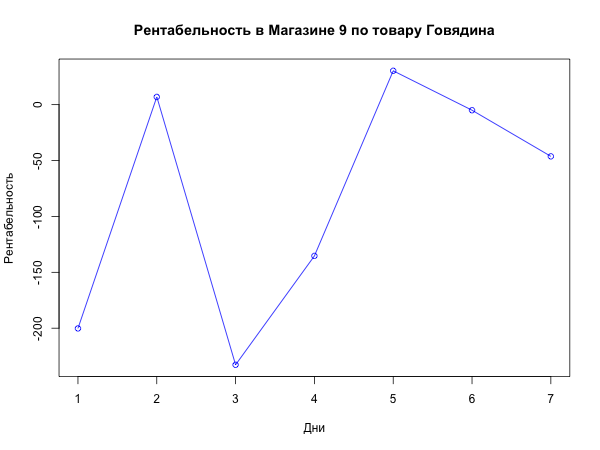 Рентабельность в Магазине 9 по товару Говядина
Рентабельность
0
-50
-100
-150
-200
1 2 3 4 5 6 7
Дни